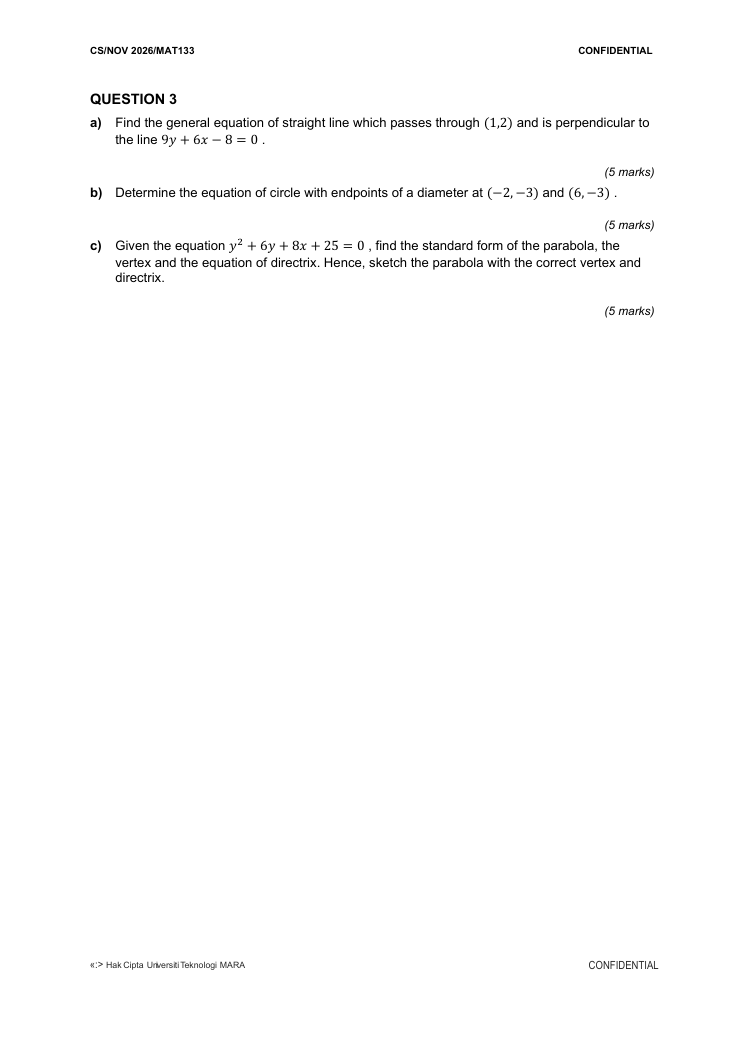 CS/NOV 2026/MAT133 CONFIDENTIAL
QUESTION 3
a) Find the general equation of straight line which passes through (1,2) and is perpendicular to
the line 9y + 6x − 8 = 0 .
(5 marks)
b) Determine the equation of circle with endpoints of a diameter at (−2, −3) and (6, −3) .
(5 marks)
c) Given the equation y² + 6y + 8x + 25 = 0 , find the standard form of the parabola, the
vertex and the equation of directrix. Hence, sketch the parabola with the correct vertex and
directrix.
(5 marks)
«:> Hak Cipta Universiti Teknologi MARA CONFIDENTIAL